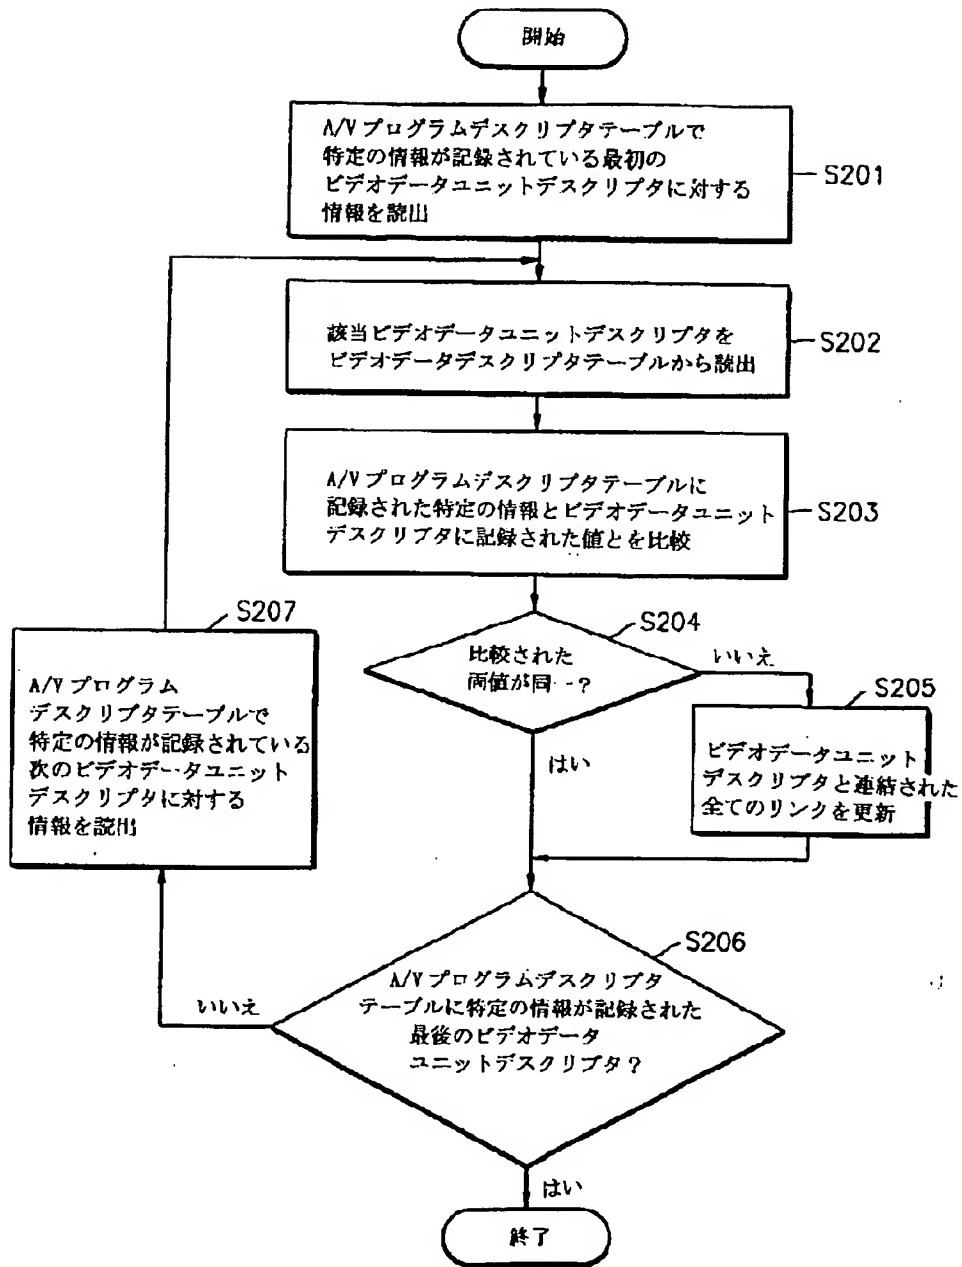 開始
A/Vプログラムデスクリプタテーブルで
特定の情報が記録されている最初の
ビデオデータユニットデスクリプタに対する
情報を読出
S201
該当ビデオデータユニットデスクリプタを
ビデオデータデスクリプタテーブルから読出
S202
A/Vプログラムデスクリプタテーブルに
記録された特定の情報とビデオデータユニット
デスクリプタに記録された値とを比較
S203
S204
比較された
両値が同一?
いいえ
はい
S205
ビデオデータユニット
デスクリプタと連結された
全てのリンクを更新
S206
A/Vプログラムデスクリプタ
テーブルに特定の情報が記録された
最後のビデオデータ
ユニットデスクリプタ?
いいえ
はい
S207
A/Vプログラム
デスクリプタテーブルで
特定の情報が記録されている
次のビデオデータユニット
デスクリプタに対する
情報を読出
終了